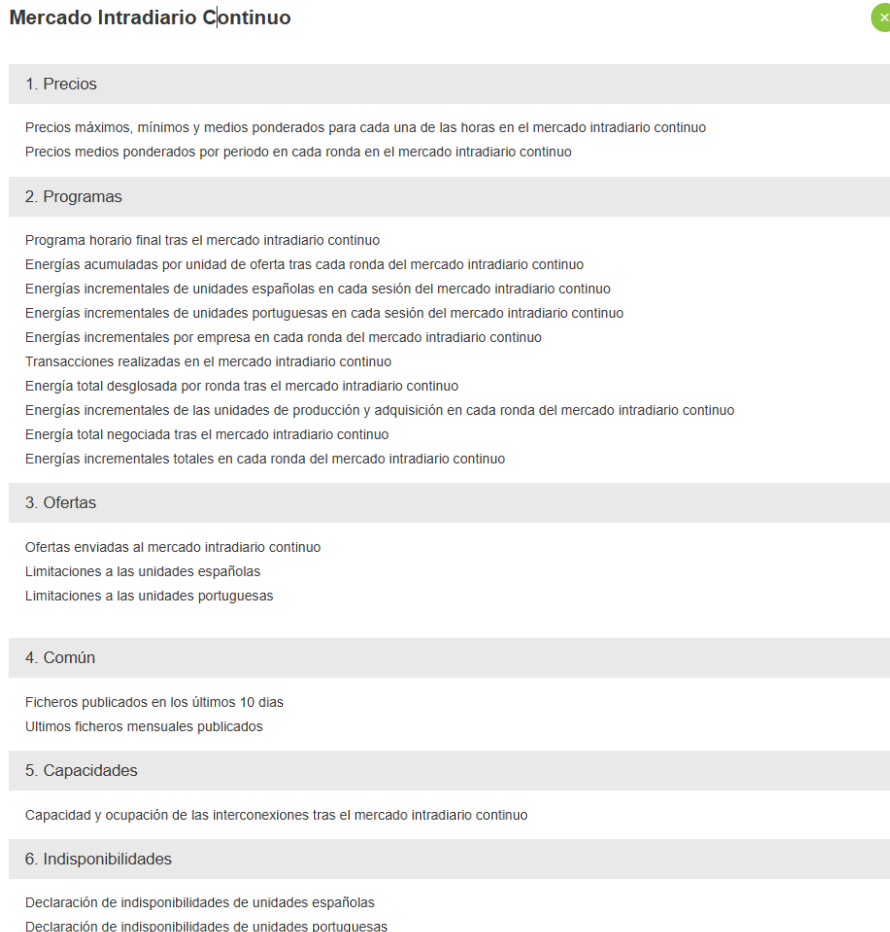 Mercado Intradiario Continuo
1. Precios
Precios máximos, mínimos y medios ponderados para cada una de las horas en el mercado intradiario continuo
Precios medios ponderados por periodo en cada ronda en el mercado intradiario continuo
2. Programas
Programa horario final tras el mercado intradiario continuo
Energías acumuladas por unidad de oferta tras cada ronda del mercado intradiario continuo
Energías incrementales de unidades españolas en cada sesión del mercado intradiario continuo
Energías incrementales de unidades portuguesas en cada sesión del mercado intradiario continuo
Energías incrementales por empresa en cada ronda del mercado intradiario continuo
Transacciones realizadas en el mercado intradiario continuo
Energía total desglosada por ronda tras el mercado intradiario continuo
Energías incrementales de las unidades de producción y adquisición en cada ronda del mercado intradiario continuo
Energía total negociada tras el mercado intradiario continuo
Energías incrementales totales en cada ronda del mercado intradiario continuo
3. Ofertas
Ofertas enviadas al mercado intradiario continuo
Limitaciones a las unidades españolas
Limitaciones a las unidades portuguesas
4. Común
Ficheros publicados en los últimos 10 dias
Ultimos ficheros mensuales publicados
5. Capacidades
Capacidad y ocupación de las interconexiones tras el mercado intradiario continuo
6. Indisponibilidades
Declaración de indisponibilidades de unidades españolas
Declaración de indisponibilidades de unidades portuguesas